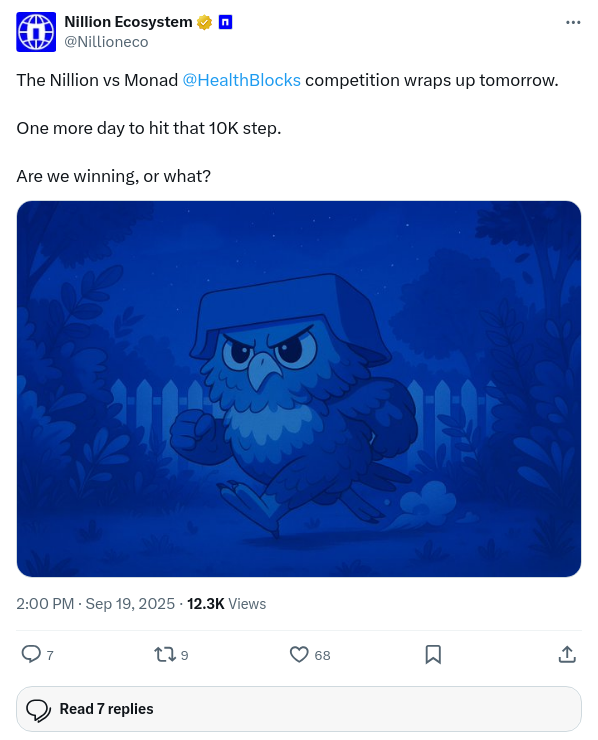 Nillion Ecosystem
@Nillioneco
The Nillion vs Monad @HealthBlocks competition wraps up tomorrow.
One more day to hit that 10K step.
Are we winning, or what?
2:00 PM · Sep 19, 2025 · 12.3K Views
7 9 68
Read 7 replies